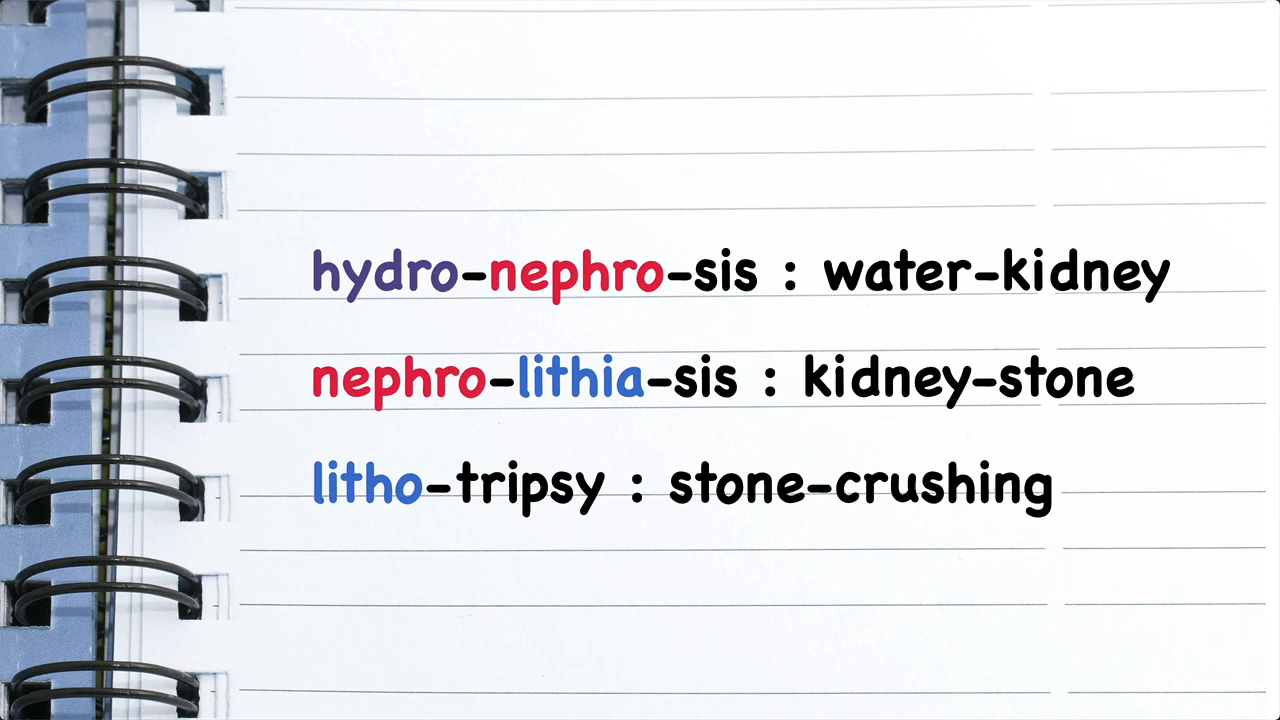 hydro-nephro-sis : water-kidney
nephro-lithia-sis : kidney-stone
litho-tripsy : stone-crushing